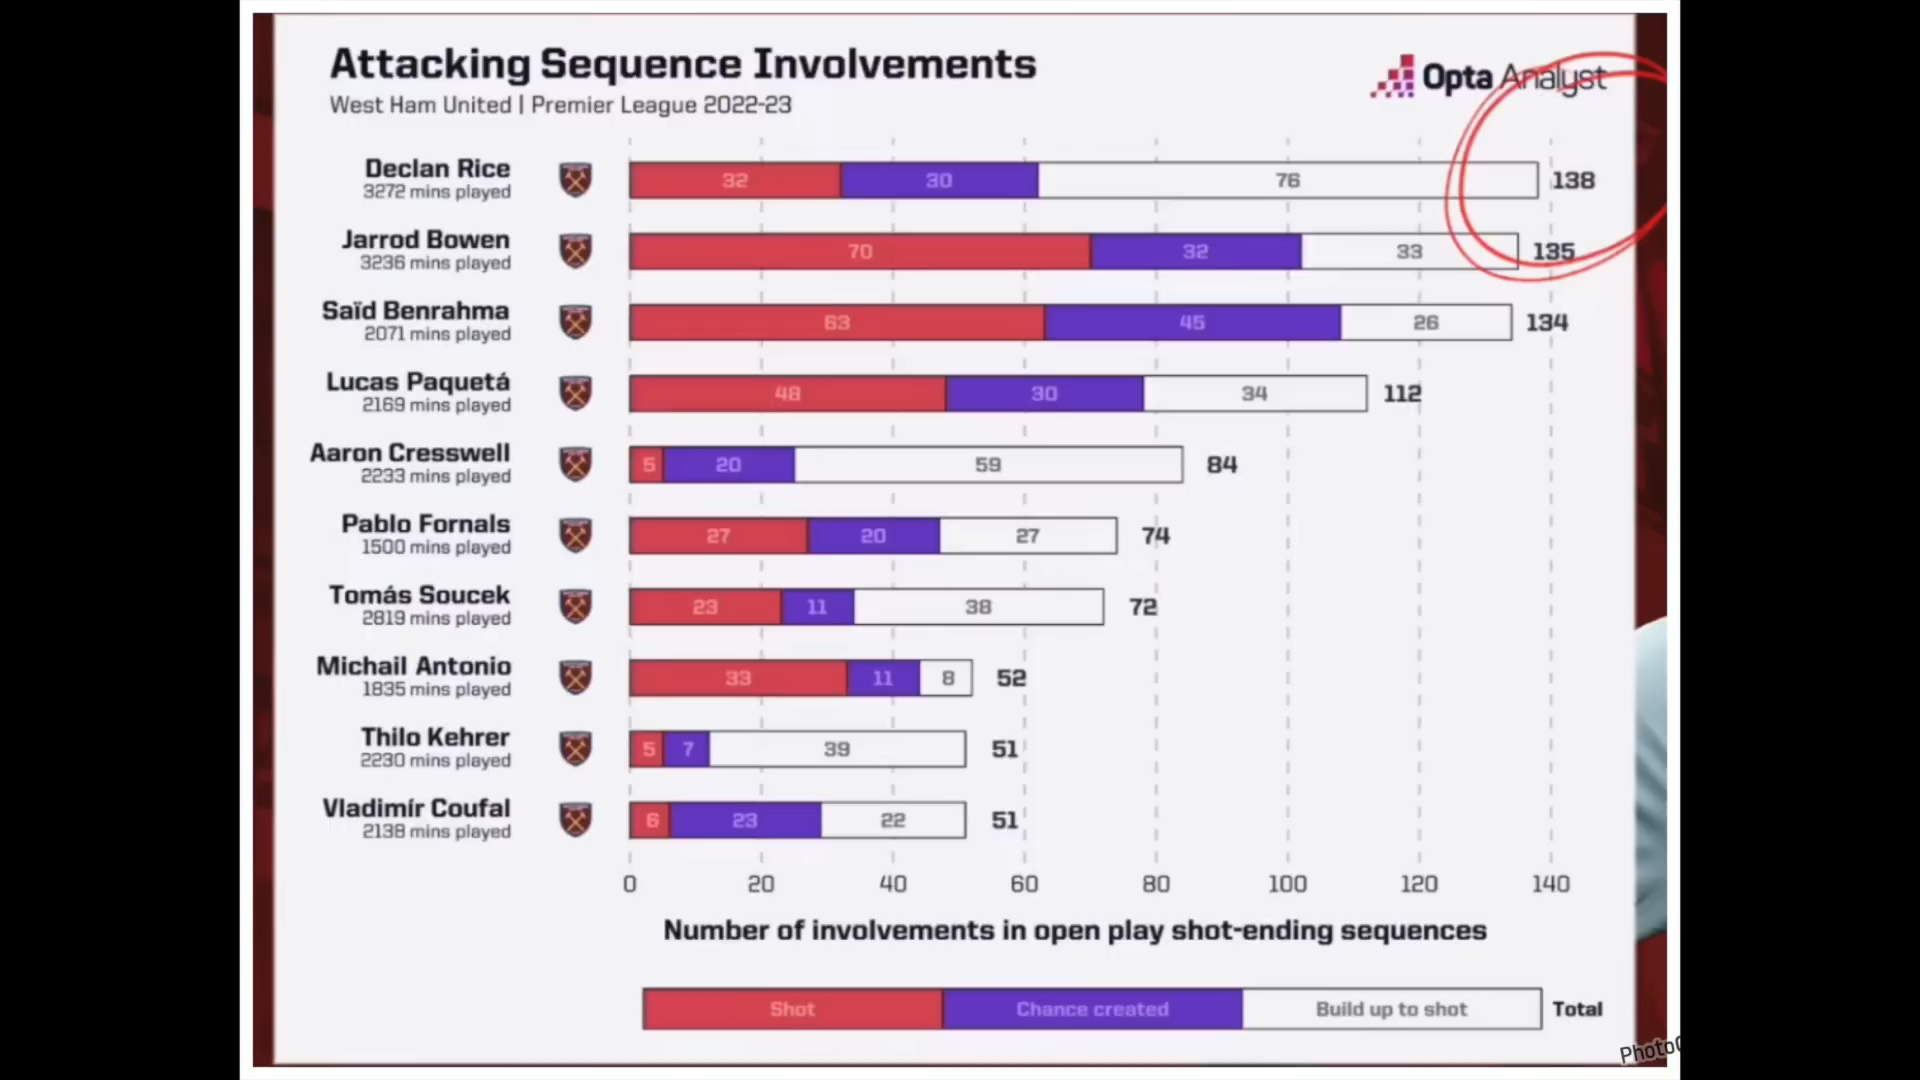 Attacking Sequence Involvements
West Ham United | Premier League 2022-23
Opta Analyst
Declan Rice
3272 mins played
32 30 76 138
Jarrod Bowen
3236 mins played
70 32 33 135
Saïd Benrahma
2071 mins played
63 45 26 134
Lucas Paquetá
2169 mins played
48 30 34 112
Aaron Cresswell
2233 mins played
5 20 59 84
Pablo Fornals
1500 mins played
27 20 27 74
Tomás Soucek
2819 mins played
23 11 38 72
Michail Antonio
1835 mins played
33 11 8 52
Thilo Kehrer
2230 mins played
5 7 39 51
Vladimír Coufal
2138 mins played
6 23 22 51
0 20 40 60 80 100 120 140
Number of involvements in open play shot-ending sequences
Shot Chance created Build up to shot Total